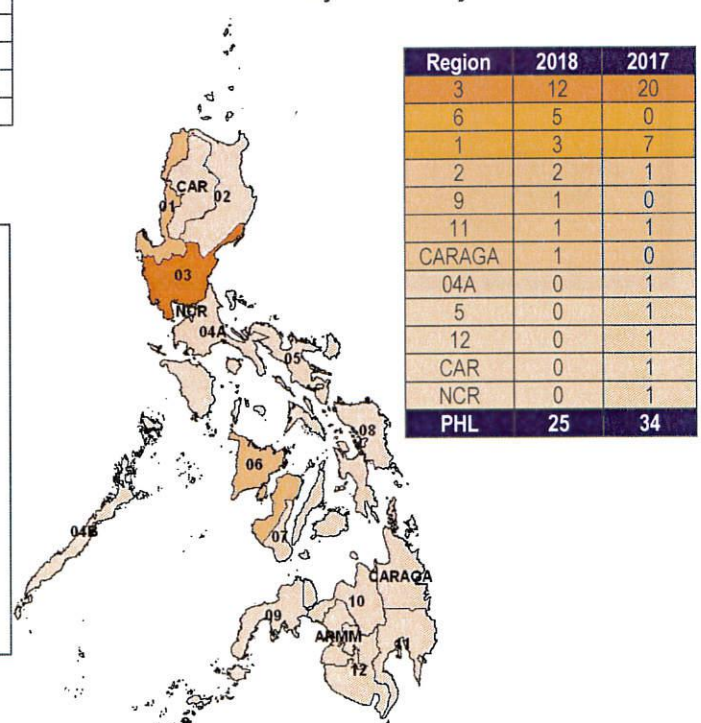 Region 2018 2017
3 12 20
6 5 0
1 3 7
2 2 1
9 1 0
11 1 1
CARAGA 1 0
04A 0 1
5 0 1
12 0 1
CAR 0 1
NCR 0 1
PHL 25 34
CAR
02
01
03
NCR
04A
05
08
06
07
04B
CARAGA
10
09
ARMM
11
12